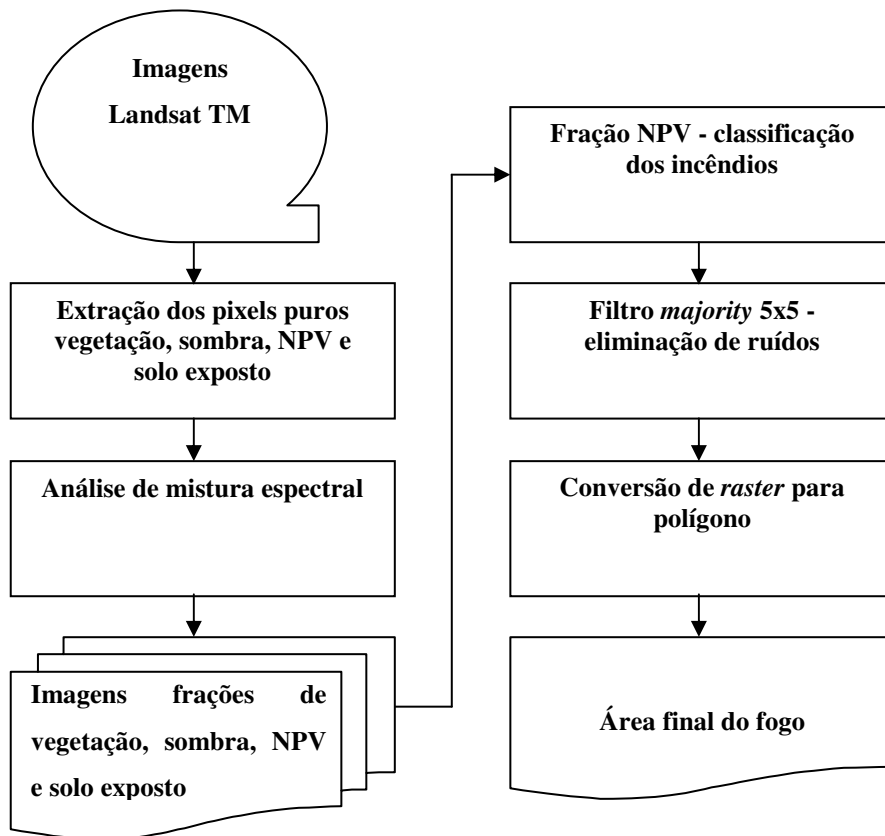 Imagens
Landsat TM
Extração dos pixels puros
vegetação, sombra, NPV e
solo exposto
Análise de mistura espectral
Imagens frações de
vegetação, sombra, NPV
e solo exposto
Fração NPV - classificação
dos incêndios
Filtro majority 5x5 -
eliminação de ruídos
Conversão de raster para
polígono
Área final do fogo